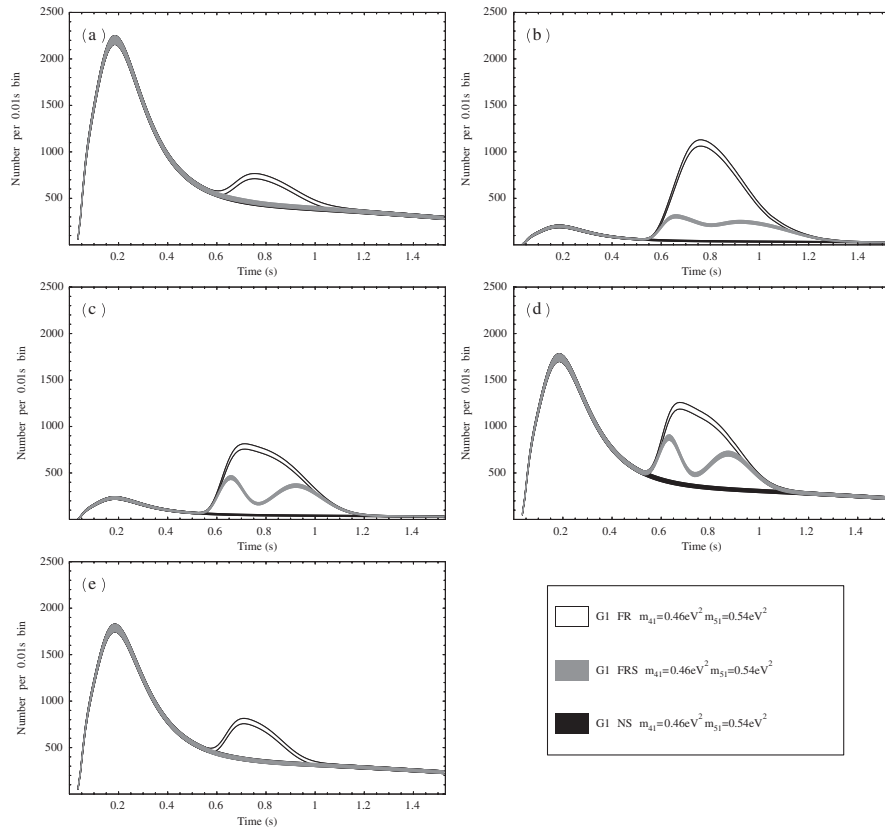 (a)
2500
2000
1500
1000
500
Number per 0.01s bin
0.2 0.4 0.6 0.8 1 1.2 1.4
Time (s)
(b)
2500
2000
1500
1000
500
Number per 0.01s bin
0.2 0.4 0.6 0.8 1 1.2 1.4
Time (s)
(c)
2500
2000
1500
1000
500
Number per 0.01s bin
0.2 0.4 0.6 0.8 1 1.2 1.4
Time (s)
(d)
2500
2000
1500
1000
500
Number per 0.01s bin
0.2 0.4 0.6 0.8 1 1.2 1.4
Time (s)
(e)
2500
2000
1500
1000
500
Number per 0.01s bin
0.2 0.4 0.6 0.8 1 1.2 1.4
Time (s)
G1 FR m₄₁=0.46eV² m₅₁=0.54eV²
G1 FRS m₄₁=0.46eV² m₅₁=0.54eV²
G1 NS m₄₁=0.46eV² m₅₁=0.54eV²